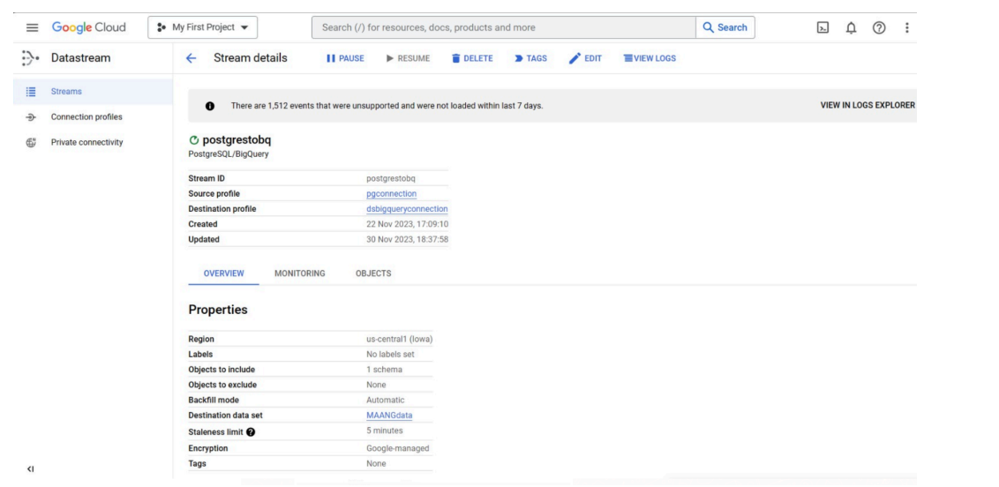 Google Cloud My First Project Search (/) for resources, docs, products and more Search
Datastream Stream details PAUSE RESUME DELETE TAGS EDIT VIEW LOGS
Streams
Connection profiles
Private connectivity
There are 1,512 events that were unsupported and were not loaded within last 7 days. VIEW IN LOGS EXPLORER
postgrestobq
PostgreSQL/BigQuery
Stream ID postgrestobq
Source profile pgconnection
Destination profile dsbigqueryconnection
Created 22 Nov 2023, 17:09:10
Updated 30 Nov 2023, 18:37:58
OVERVIEW MONITORING OBJECTS
Properties
Region us-central1 (Iowa)
Labels No labels set
Objects to include 1 schema
Objects to exclude None
Backfill mode Automatic
Destination data set MAANGdata
Staleness limit ? 5 minutes
Encryption Google-managed
Tags None